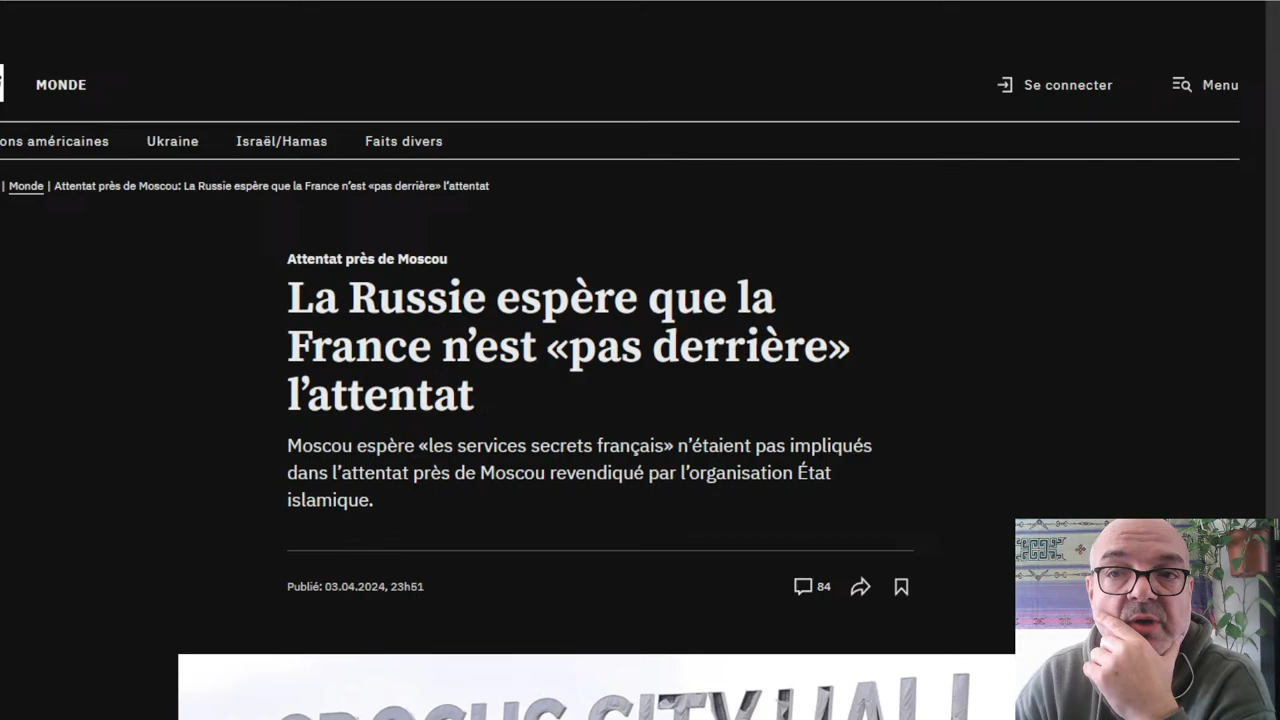 MONDE
Se connecter
Menu
ons américaines
Ukraine
Israël/Hamas
Faits divers
| Monde | Attentat près de Moscou: La Russie espère que la France n’est «pas derrière» l’attentat
Attentat près de Moscou
La Russie espère que la
France n’est «pas derrière»
l’attentat
Moscou espère «les services secrets français» n’étaient pas impliqués
dans l’attentat près de Moscou revendiqué par l’organisation État
islamique.
Publié: 03.04.2024, 23h51
84
CROCUS CITY HALL